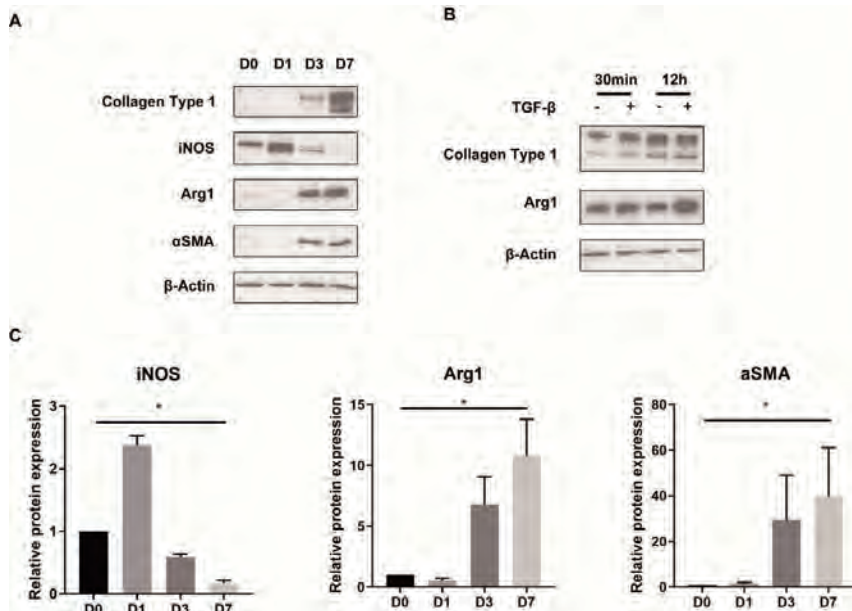 A
D0 D1 D3 D7
Collagen Type 1
iNOS
Arg1
αSMA
β-Actin
B
30min 12h
TGF-β - + - +
Collagen Type 1
Arg1
β-Actin
C
iNOS
Relative protein expression
3
2
1
0
*
D0 D1 D3 D7
Arg1
Relative protein expression
15
10
5
0
*
D0 D1 D3 D7
aSMA
Relative protein expression
80
60
40
20
0
*
D0 D1 D3 D7